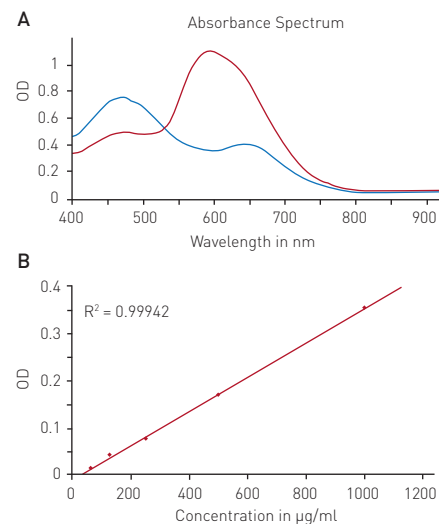 A
Absorbance Spectrum
OD
1
0.8
0.6
0.4
0.2
0
400 500 600 700 800 900
Wavelength in nm
B
R² = 0.99942
OD
0.4
0.3
0.2
0.1
0
0 200 400 600 800 1000 1200
Concentration in µg/ml